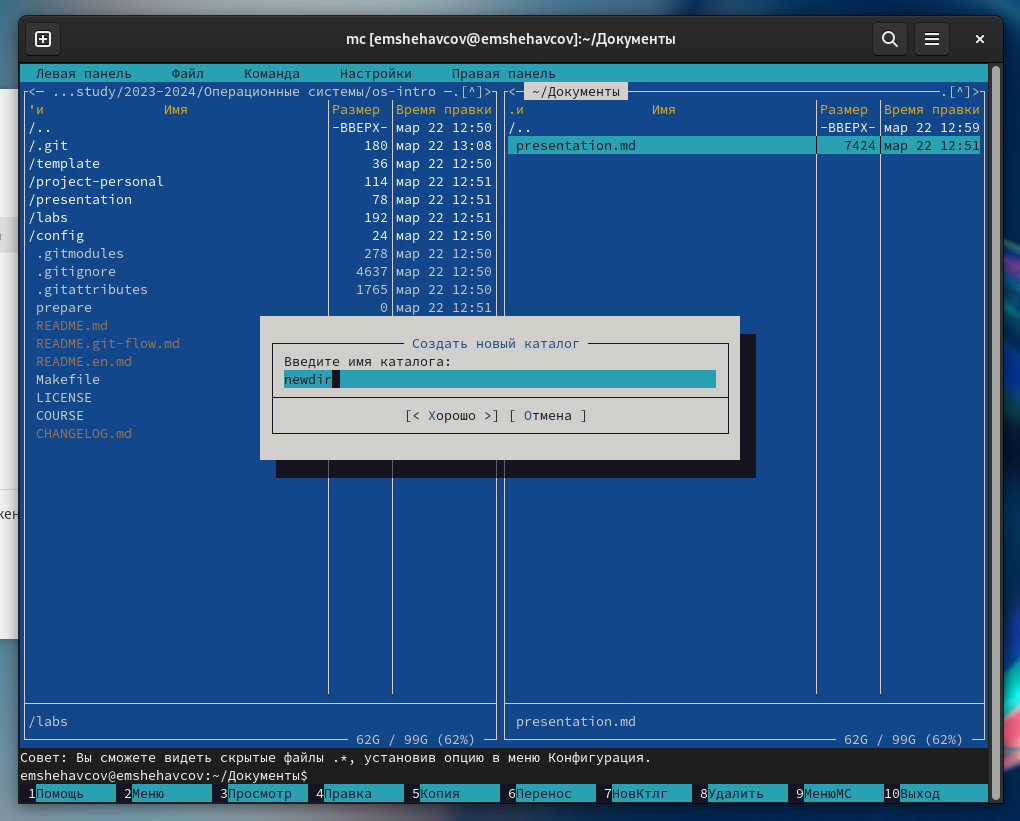 mc [emshehavcov@emshehavcov]:~/Документы
Левая панель Файл Команда Настройки Правая панель
<— ...study/2023-2024/Операционные системы/os-intro —.[^]>
'и Имя Размер Время правки
/.. -ВВЕРХ- мар 22 12:50
/.git 180 мар 22 13:08
/template 36 мар 22 12:50
/project-personal 114 мар 22 12:51
/presentation 78 мар 22 12:51
/labs 192 мар 22 12:51
/config 24 мар 22 12:50
.gitmodules 278 мар 22 12:50
.gitignore 4637 мар 22 12:50
.gitattributes 1765 мар 22 12:50
prepare 0 мар 22 12:51
README.md
README.git-flow.md
README.en.md
Makefile
LICENSE
COURSE
CHANGELOG.md
/labs
62G / 99G (62%)
<— ~/Документы .[^]>
.и Имя Размер Время правки
/.. -ВВЕРХ- мар 22 12:59
presentation.md 7424 мар 22 12:51
presentation.md
62G / 99G (62%)
Создать новый каталог
Введите имя каталога:
newdir
[< Хорошо >] [ Отмена ]
Совет: Вы сможете видеть скрытые файлы .*, установив опцию в меню Конфигурация.
emshehavcov@emshehavcov:~/Документы$
1Помощь 2Меню 3Просмотр 4Правка 5Копия 6Перенос 7НовКтлг 8Удалить 9МенюМС 10Выход